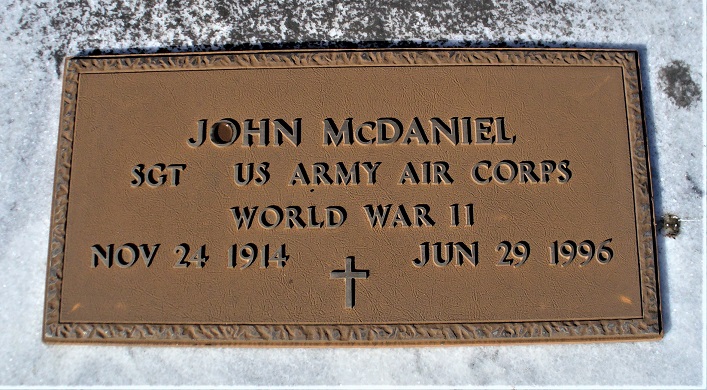 JOHN McDANIEL
SGT US ARMY AIR CORPS
WORLD WAR II
NOV 24 1914 JUN 29 1996